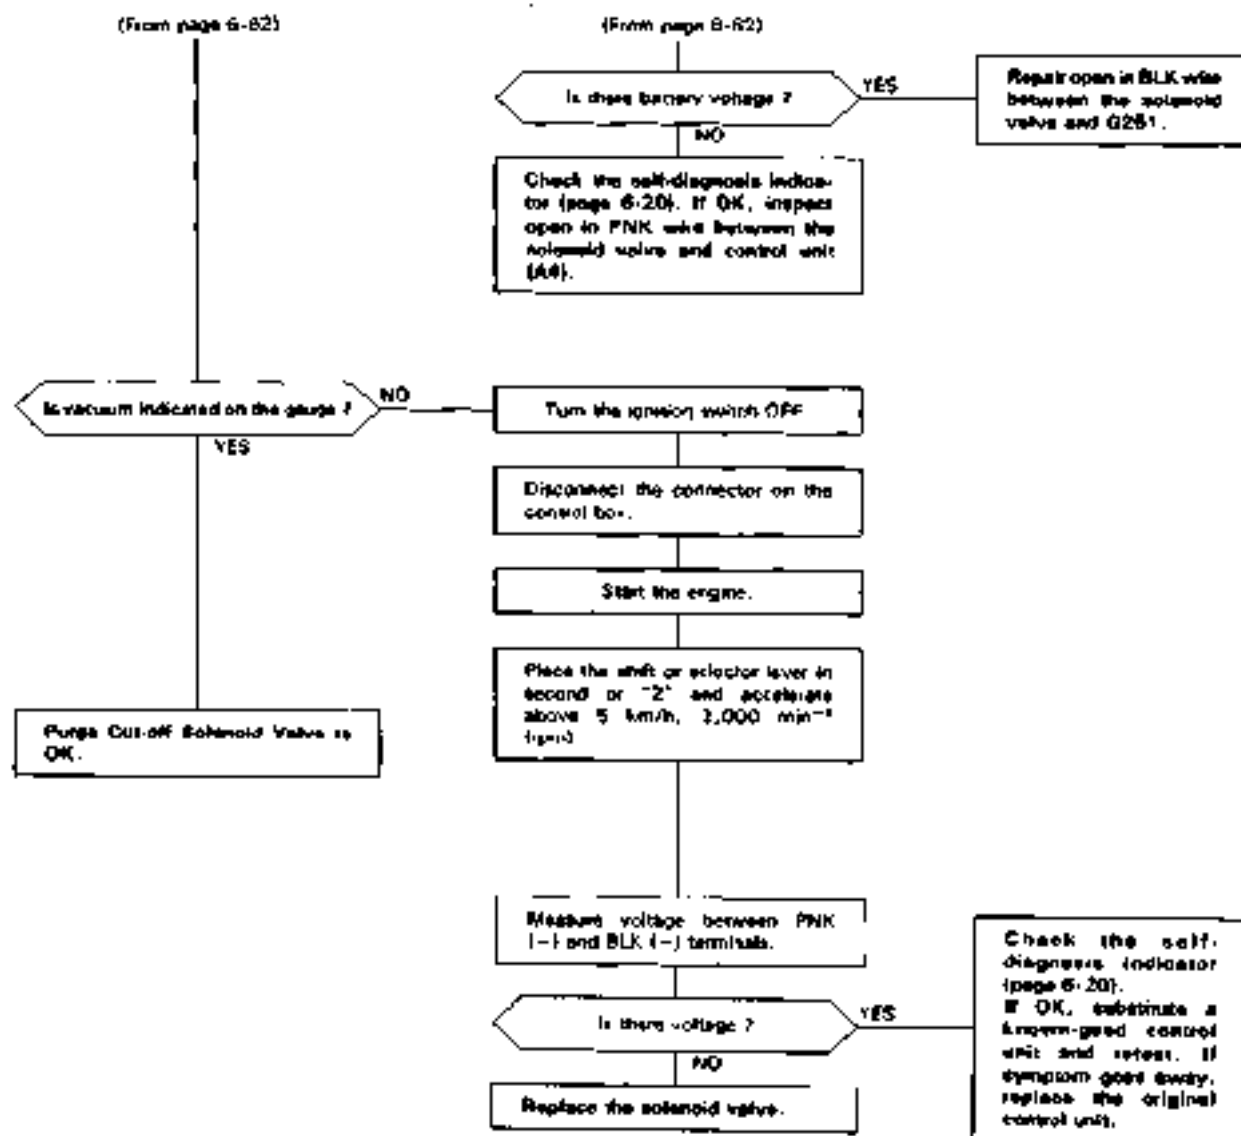 (From page 6-62)
(From page 6-62)
Is there battery voltage ?
YES
Repair open in BLK wire
between the solenoid
valve and G251.
NO
Check the self-diagnosis indica-
tor (page 6-20). If OK, inspect
open in PNK wire between the
solenoid valve and control unit
Is vacuum indicated on the gauge ?
NO
YES
Turn the ignition switch OFF
Disconnect the connector on the
control box.
Start the engine.
Place the shift or selector lever in
second or "2" and accelerate
above 5 km/h, min⁻¹
(rpm)
Purge Cut-off Solenoid Valve is
OK.
Measure voltage between PNK
and BLK (−) terminals.
Is there voltage ?
YES
NO
Replace the solenoid valve.
Check the self-
diagnosis indicator
(page 6-20).
If OK, substitute a
known-good control
unit and retest. If
symptom goes away,
replace the original
control unit.